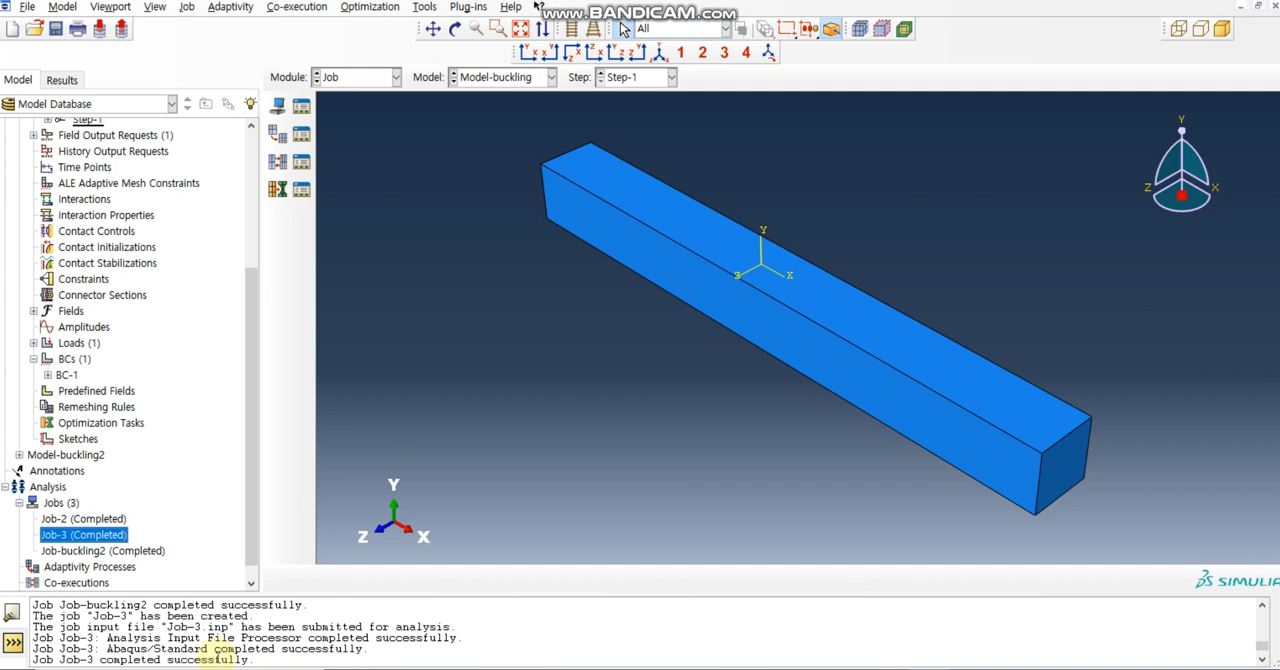 File Model Viewport View Job Adaptivity Co-execution Optimization Tools Plug-ins Help
www.BANDICAM.com
All
1 2 3 4
Model Results
Module: Job Model: Model-buckling Step: Step-1
Model Database
Step-1
Field Output Requests (1)
History Output Requests
Time Points
ALE Adaptive Mesh Constraints
Interactions
Interaction Properties
Contact Controls
Contact Initializations
Contact Stabilizations
Constraints
Connector Sections
Fields
Amplitudes
Loads (1)
BCs (1)
BC-1
Predefined Fields
Remeshing Rules
Optimization Tasks
Sketches
Model-buckling2
Annotations
Analysis
Jobs (3)
Job-2 (Completed)
Job-3 (Completed)
Job-buckling2 (Completed)
Adaptivity Processes
Co-executions
Y
Z X
Y
Z X
Y
Z X
SIMULIA
Job Job-buckling2 completed successfully.
The job "Job-3" has been created.
The job input file "Job-3.inp" has been submitted for analysis.
Job Job-3: Analysis Input File Processor completed successfully.
Job Job-3: Abaqus/Standard completed successfully.
Job Job-3 completed successfully.